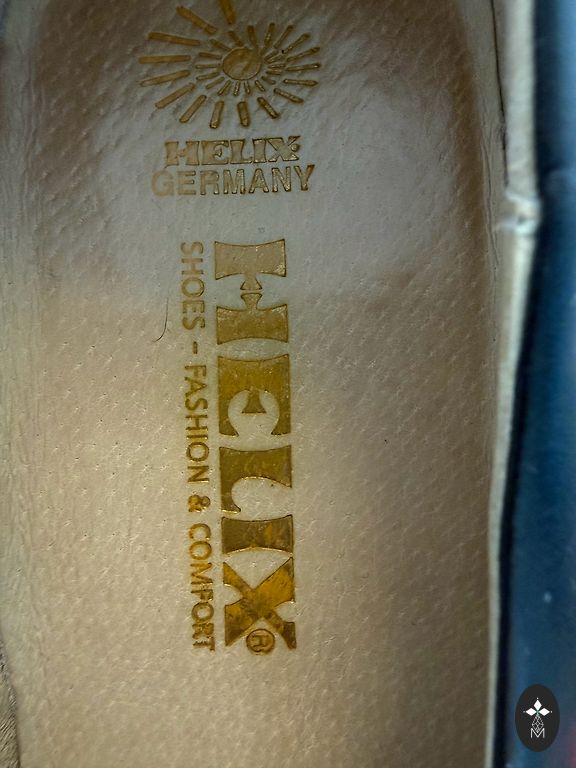 HELIX
GERMANY
HELIX®
SHOES - FASHION & COMFORT
M